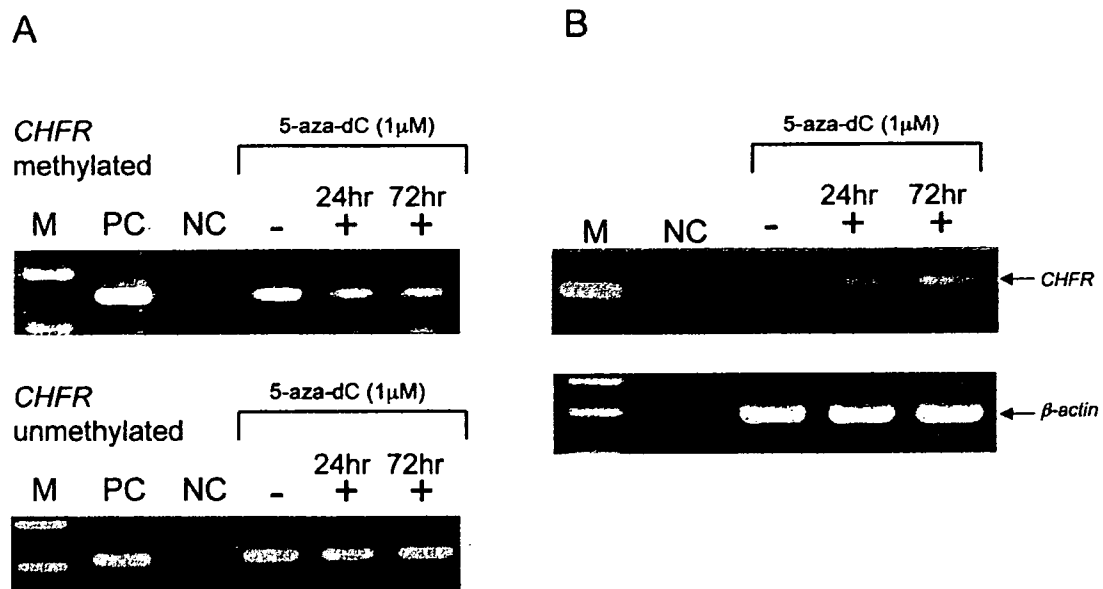 A
CHFR
methylated
5-aza-dC (1μM)
24hr 72hr
M PC NC - + +
CHFR
unmethylated
5-aza-dC (1μM)
24hr 72hr
M PC NC - + +
B
5-aza-dC (1μM)
24hr 72hr
M NC - + +
CHFR
β-actin